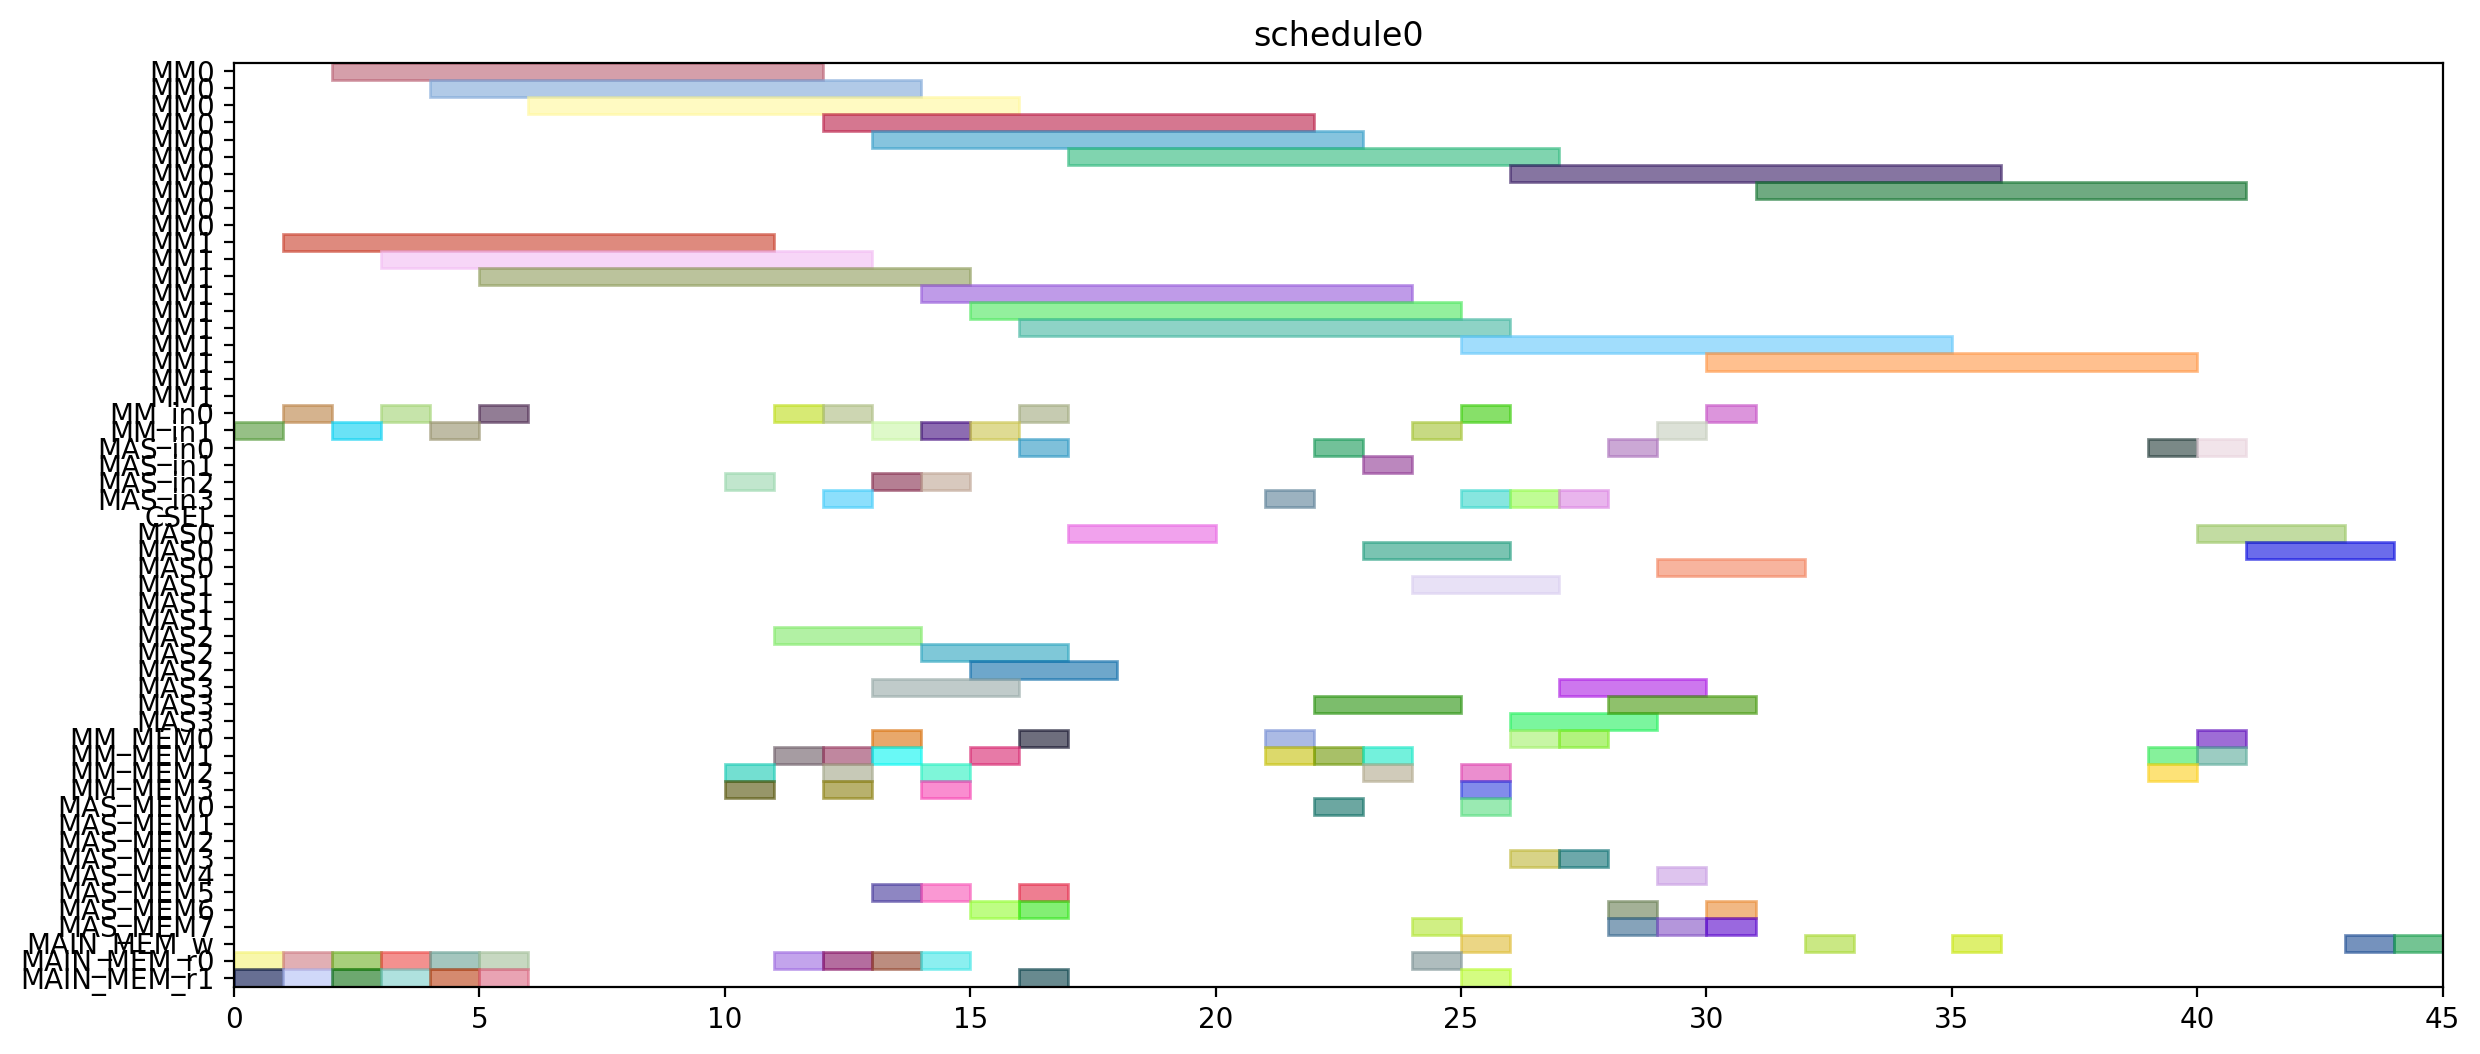 schedule0
MM0
MM0
MM0
MM0
MM0
MM0
MM0
MM0
MM0
MM0
MM1
MM1
MM1
MM1
MM1
MM1
MM1
MM1
MM1
MM1
MM_in0
MM_in1
MAS_in0
MAS_in1
MAS_in2
MAS_in3
CSEL
MAS0
MAS0
MAS0
MAS1
MAS1
MAS1
MAS2
MAS2
MAS2
MAS3
MAS3
MAS3
MM_MEM0
MM_MEM1
MM_MEM2
MM_MEM3
MAS_MEM0
MAS_MEM1
MAS_MEM2
MAS_MEM3
MAS_MEM4
MAS_MEM5
MAS_MEM6
MAS_MEM7
MAIN_MEM_w
MAIN_MEM_r0
MAIN_MEM_r1
0 5 10 15 20 25 30 35 40 45